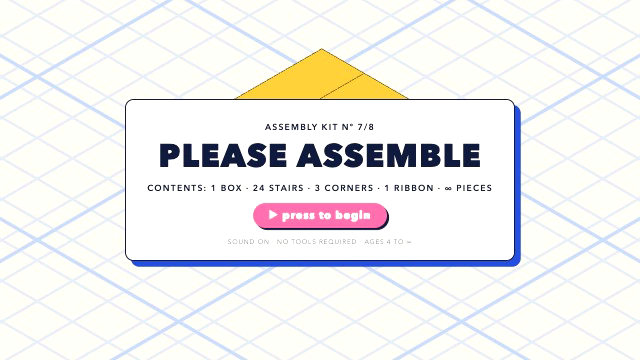 ASSEMBLY KIT N° 7/8
PLEASE ASSEMBLE
CONTENTS: 1 BOX · 24 STAIRS · 3 CORNERS · 1 RIBBON · ∞ PIECES
▶ press to begin
SOUND ON · NO TOOLS REQUIRED · AGES 4 TO ∞